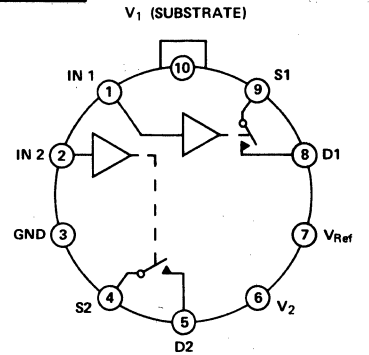 V1 (SUBSTRATE)
10
IN 1
1
S1
9
IN 2
2
8
D1
GND
3
7
VRef
S2
4
5
D2
6
V2